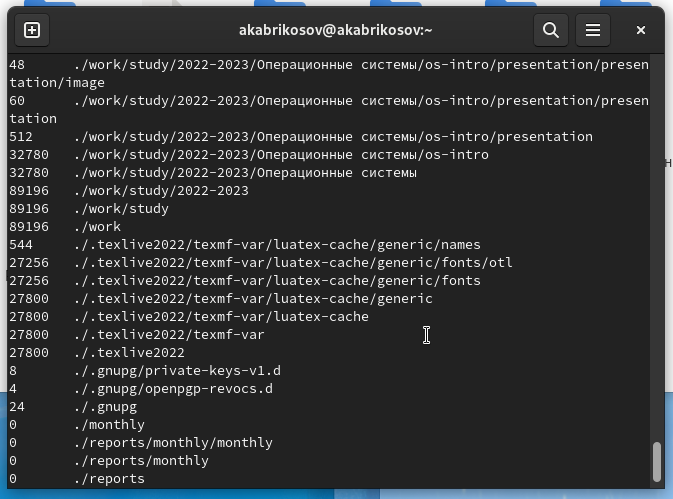 akabrikosov@akabrikosov:~
48 ./work/study/2022-2023/Операционные системы/os-intro/presentation/presen
tation/image
60 ./work/study/2022-2023/Операционные системы/os-intro/presentation/presen
tation
512 ./work/study/2022-2023/Операционные системы/os-intro/presentation
32780 ./work/study/2022-2023/Операционные системы/os-intro
32780 ./work/study/2022-2023/Операционные системы
89196 ./work/study/2022-2023
89196 ./work/study
89196 ./work
544 ./.texlive2022/texmf-var/luatex-cache/generic/names
27256 ./.texlive2022/texmf-var/luatex-cache/generic/fonts/otl
27256 ./.texlive2022/texmf-var/luatex-cache/generic/fonts
27800 ./.texlive2022/texmf-var/luatex-cache/generic
27800 ./.texlive2022/texmf-var/luatex-cache
27800 ./.texlive2022/texmf-var
27800 ./.texlive2022
8 ./.gnupg/private-keys-v1.d
4 ./.gnupg/openpgp-revocs.d
24 ./.gnupg
0 ./monthly
0 ./reports/monthly/monthly
0 ./reports/monthly
0 ./reports